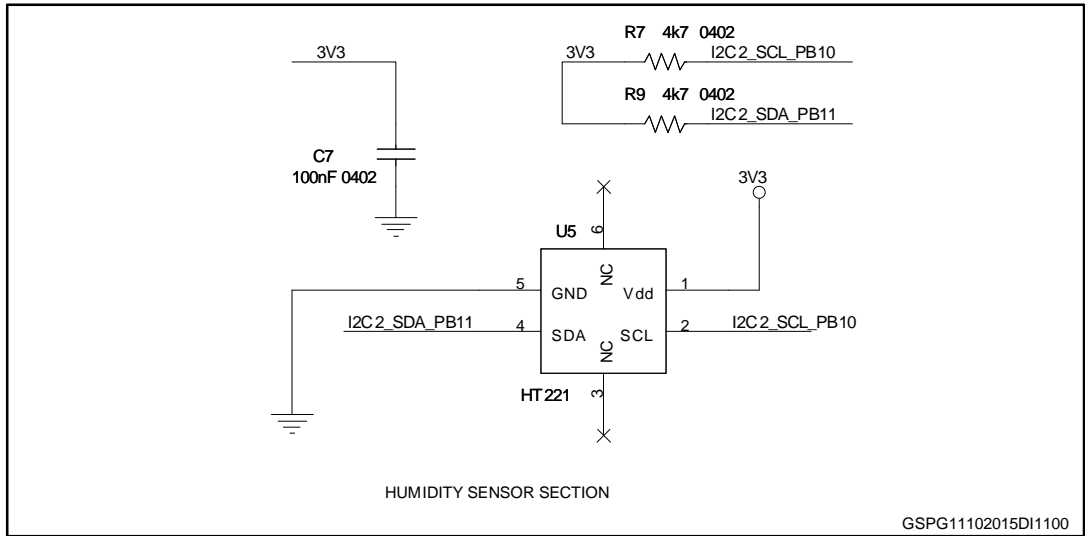 3V3
C7
100nF 0402
R7 4k7 0402
3V3
I2C2_SCL_PB10
R9 4k7 0402
I2C2_SDA_PB11
3V3
U5
6
NC
5
GND
Vdd
1
I2C2_SDA_PB11
4
SDA
SCL
2
I2C2_SCL_PB10
NC
HT221
3
HUMIDITY SENSOR SECTION
GSPG11102015DI1100